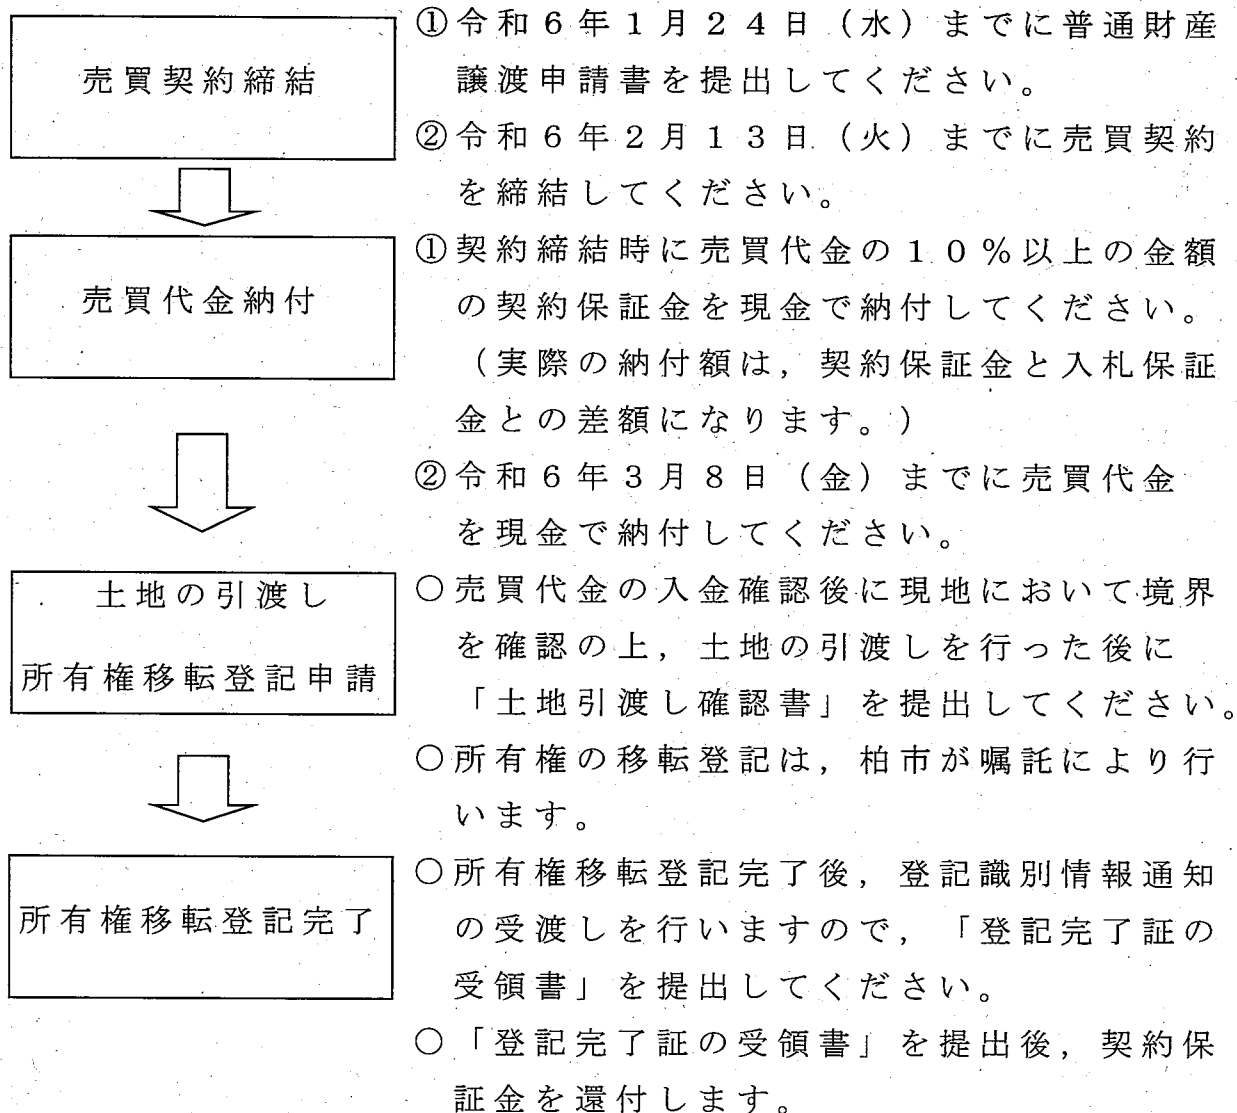 売買契約締結
①令和６年１月２４日（水）までに普通財産
譲渡申請書を提出してください。
②令和６年２月１３日（火）までに売買契約
を締結してください。
売買代金納付
①契約締結時に売買代金の１０％以上の金額
の契約保証金を現金で納付してください。
（実際の納付額は，契約保証金と入札保証
金との差額になります。）
②令和６年３月８日（金）までに売買代金
を現金で納付してください。
土地の引渡し
所有権移転登記申請
○売買代金の入金確認後に現地において境界
を確認の上，土地の引渡しを行った後に
「土地引渡し確認書」を提出してください。
○所有権の移転登記は，柏市が嘱託により行
います。
所有権移転登記完了
○所有権移転登記完了後，登記識別情報通知
の受渡しを行いますので，「登記完了証の
受領書」を提出してください。
○「登記完了証の受領書」を提出後，契約保
証金を還付します。